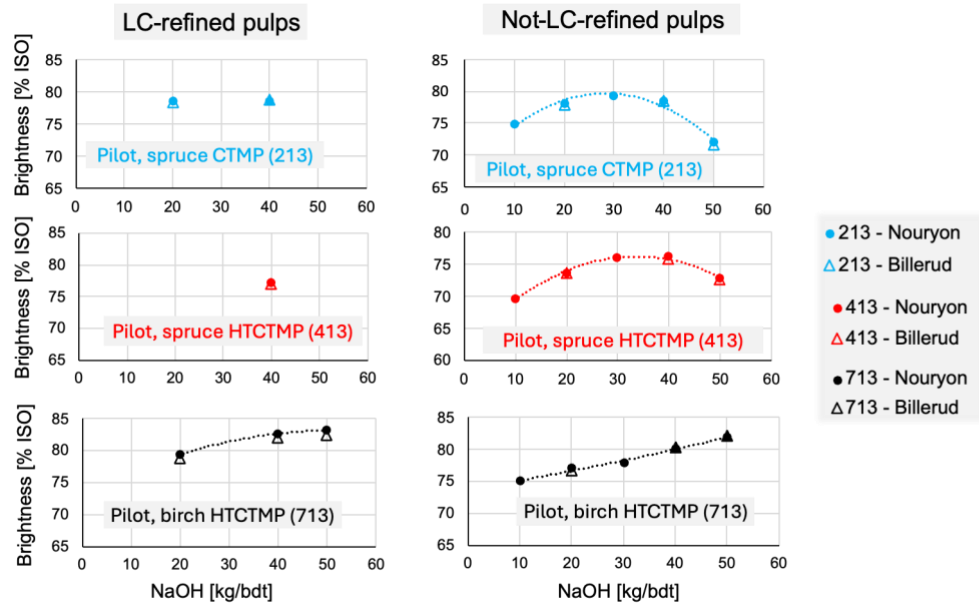 LC-refined pulps
Not-LC-refined pulps
Brightness [% ISO]
85
80
75
70
65
Pilot, spruce CTMP (213)
0 10 20 30 40 50 60
Brightness [% ISO]
85
80
75
70
65
Pilot, spruce CTMP (213)
0 10 20 30 40 50 60
Brightness [% ISO]
85
80
75
70
65
Pilot, spruce HTCTMP (413)
0 10 20 30 40 50 60
80
75
70
65
60
Pilot, spruce HTCTMP (413)
0 10 20 30 40 50 60
Brightness [% ISO]
85
80
75
70
65
Pilot, birch HTCTMP (713)
0 10 20 30 40 50 60
NaOH [kg/bdt]
85
80
75
70
65
Pilot, birch HTCTMP (713)
0 10 20 30 40 50 60
NaOH [kg/bdt]
213 - Nouryon
213 - Billerud
413 - Nouryon
413 - Billerud
713 - Nouryon
713 - Billerud